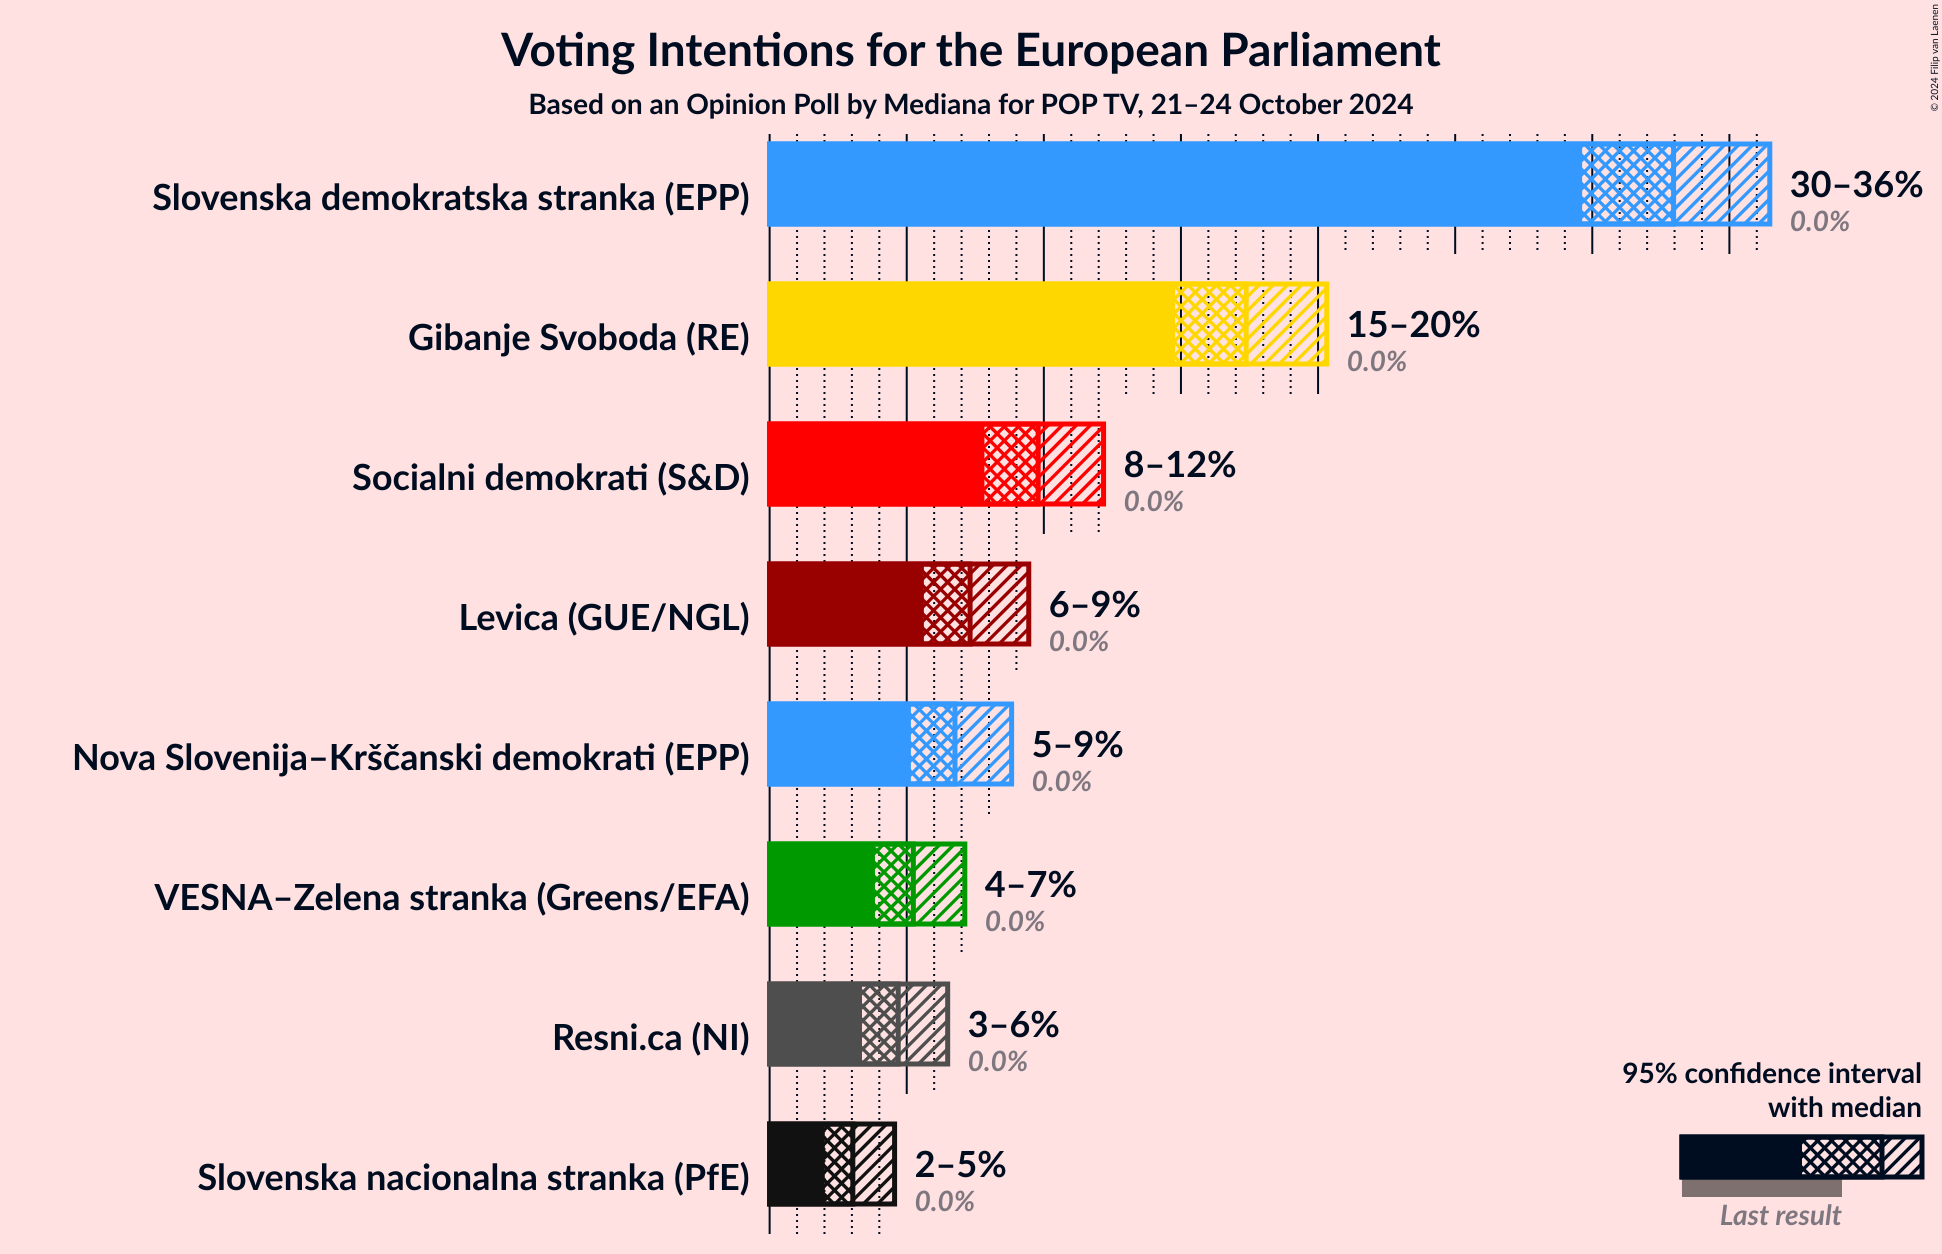 Voting Intentions for the European Parliament
Based on an Opinion Poll by Mediana for POP TV, 21–24 October 2024
© 2024 Filip van Laenen
Slovenska demokratska stranka (EPP)
30–36%
0.0%
Gibanje Svoboda (RE)
15–20%
0.0%
Socialni demokrati (S&D)
8–12%
0.0%
Levica (GUE/NGL)
6–9%
0.0%
Nova Slovenija–Krščanski demokrati (EPP)
5–9%
0.0%
VESNA–Zelena stranka (Greens/EFA)
4–7%
0.0%
Resni.ca (NI)
3–6%
0.0%
Slovenska nacionalna stranka (PfE)
2–5%
0.0%
95% confidence interval
with median
Last result